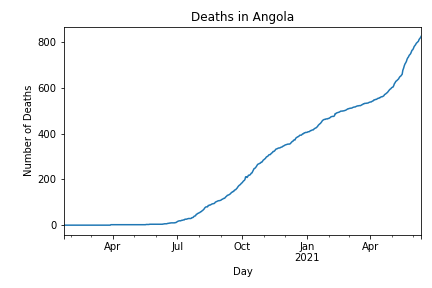 Deaths in Angola
800
600
400
200
0
Number of Deaths
Apr
Jul
Oct
Jan
2021
Apr
Day